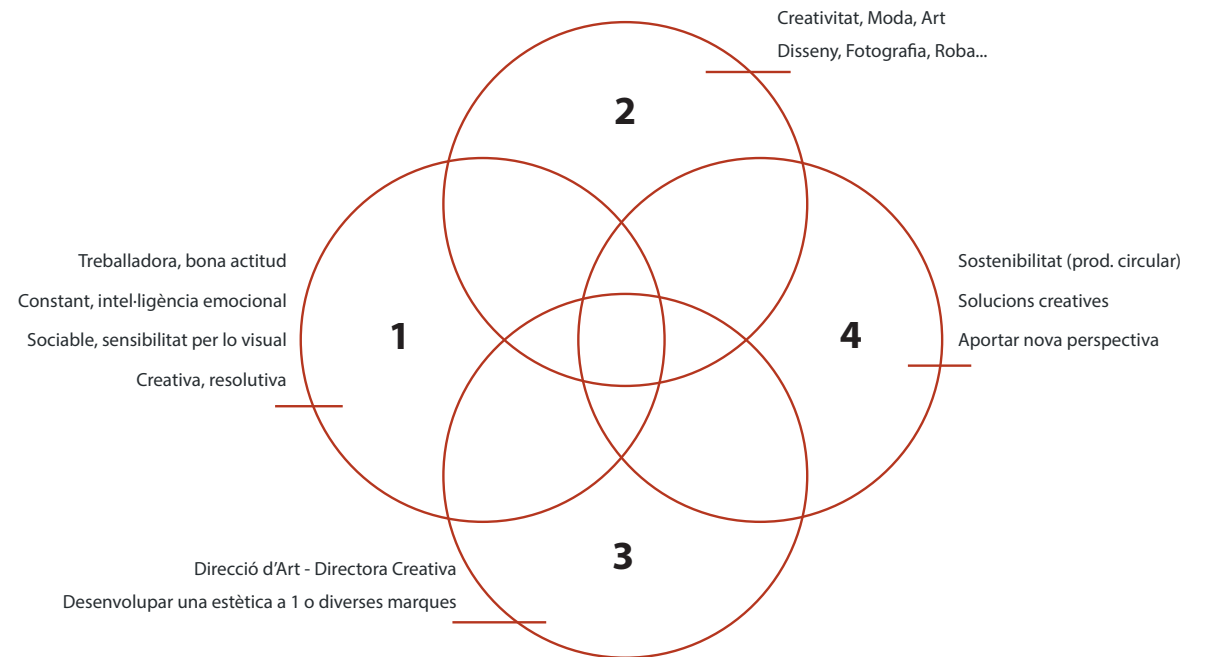 Creativitat, Moda, Art
Disseny, Fotografia, Roba...
2
Treballadora, bona actitud
Constant, intel·ligència emocional
Sociable, sensibilitat per lo visual
Creativa, resolutiva
1
4
Sostenibilitat (prod. circular)
Solucions creatives
Aportar nova perspectiva
3
Direcció d'Art - Directora Creativa
Desenvolupar una estètica a 1 o diverses marques